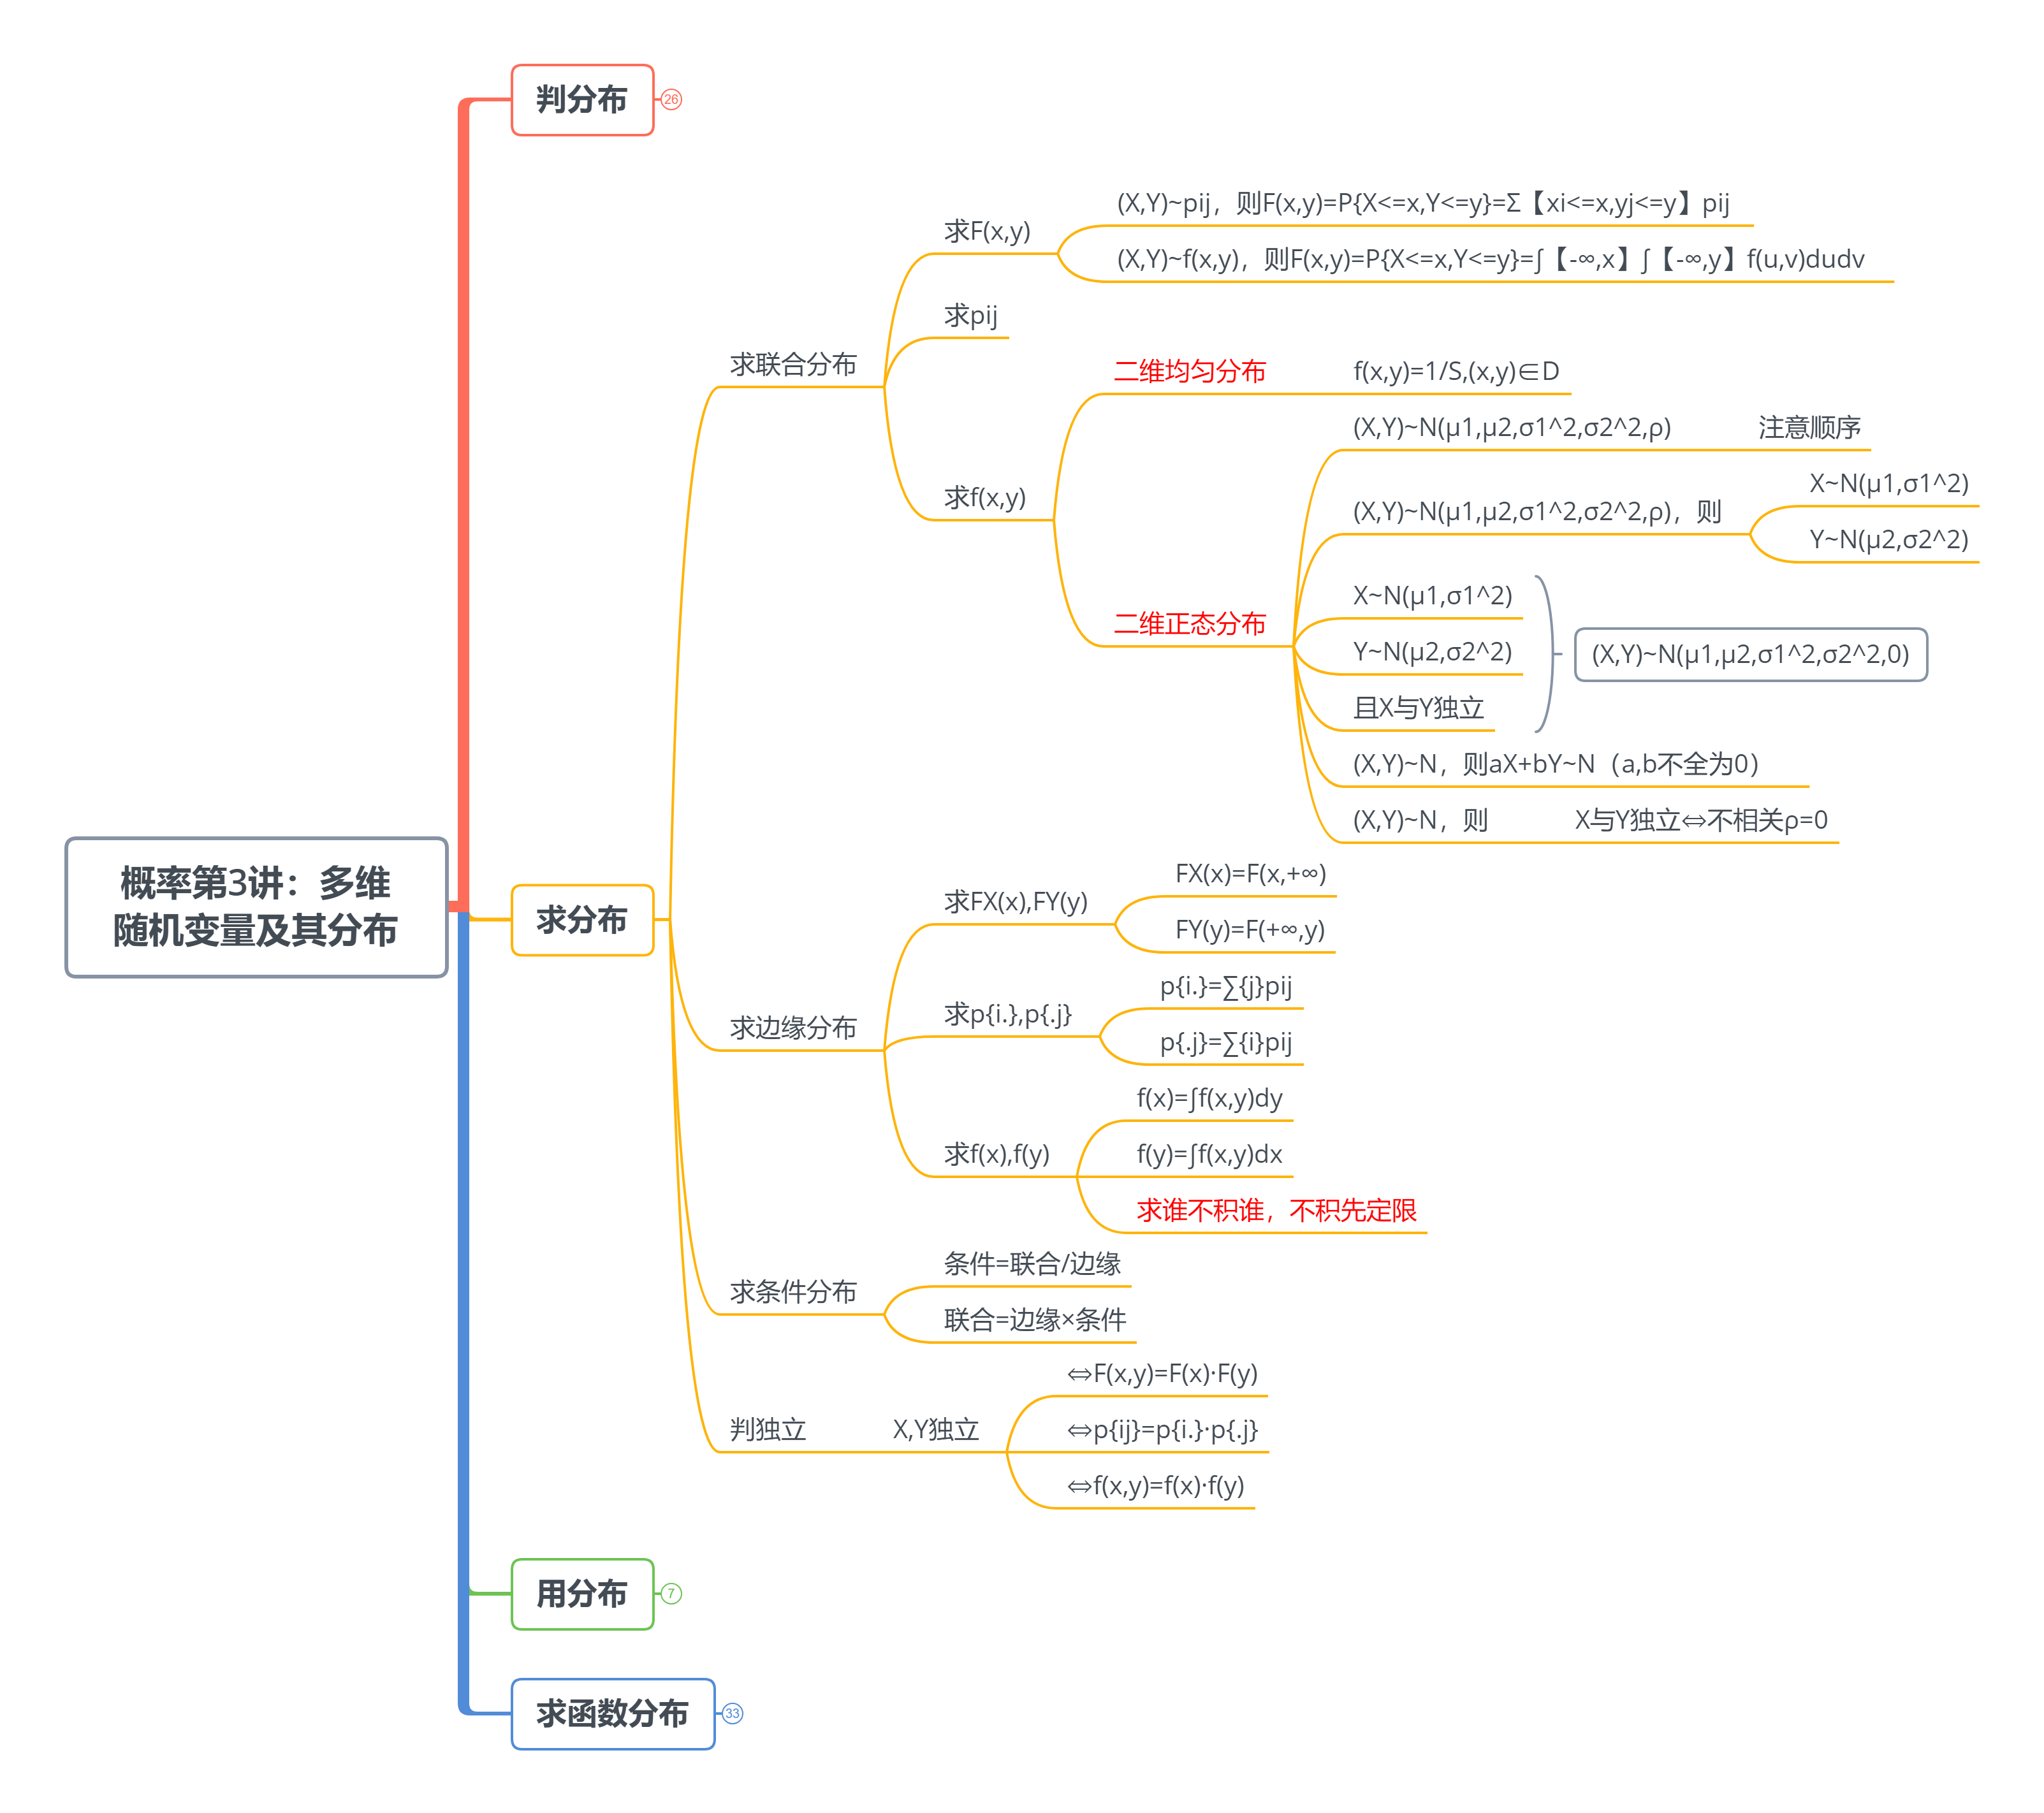 概率第3讲：多维
随机变量及其分布
判分布
26
求分布
求联合分布
求F(x,y)
(X,Y)~pij，则F(x,y)=P{X<=x,Y<=y}=Σ【xi<=x,yj<=y】pij
(X,Y)~f(x,y)，则F(x,y)=P{X<=x,Y<=y}=∫【-∞,x】∫【-∞,y】f(u,v)dudv
求pij
求f(x,y)
二维均匀分布
f(x,y)=1/S,(x,y)∈D
二维正态分布
(X,Y)~N(μ1,μ2,σ1^2,σ2^2,ρ)
注意顺序
(X,Y)~N(μ1,μ2,σ1^2,σ2^2,ρ)，则
X~N(μ1,σ1^2)
Y~N(μ2,σ2^2)
X~N(μ1,σ1^2)
Y~N(μ2,σ2^2)
且X与Y独立
(X,Y)~N(μ1,μ2,σ1^2,σ2^2,0)
(X,Y)~N，则aX+bY~N（a,b不全为0）
(X,Y)~N，则
X与Y独立⇔不相关ρ=0
求边缘分布
求FX(x),FY(y)
FX(x)=F(x,+∞)
FY(y)=F(+∞,y)
求p{i.},p{.j}
p{i.}=∑{j}pij
p{.j}=∑{i}pij
求f(x),f(y)
f(x)=∫f(x,y)dy
f(y)=∫f(x,y)dx
求谁不积谁，不积先定限
求条件分布
条件=联合/边缘
联合=边缘×条件
判独立
X,Y独立
⇔F(x,y)=F(x)·F(y)
⇔p{ij}=p{i.}·p{.j}
⇔f(x,y)=f(x)·f(y)
用分布
7
求函数分布
33